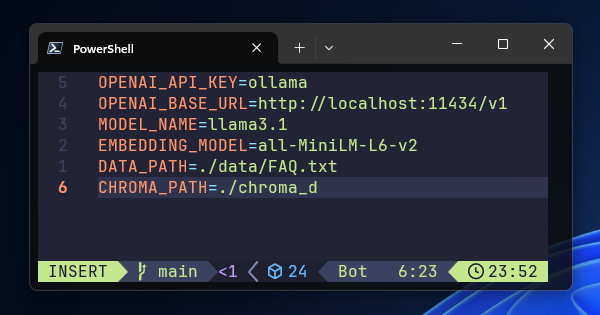 PowerShell
5 OPENAI_API_KEY=ollama
4 OPENAI_BASE_URL=http://localhost:11434/v1
3 MODEL_NAME=llama3.1
2 EMBEDDING_MODEL=all-MiniLM-L6-v2
1 DATA_PATH=./data/FAQ.txt
6 CHROMA_PATH=./chroma_d
INSERT main <1 24 Bot 6:23 23:52